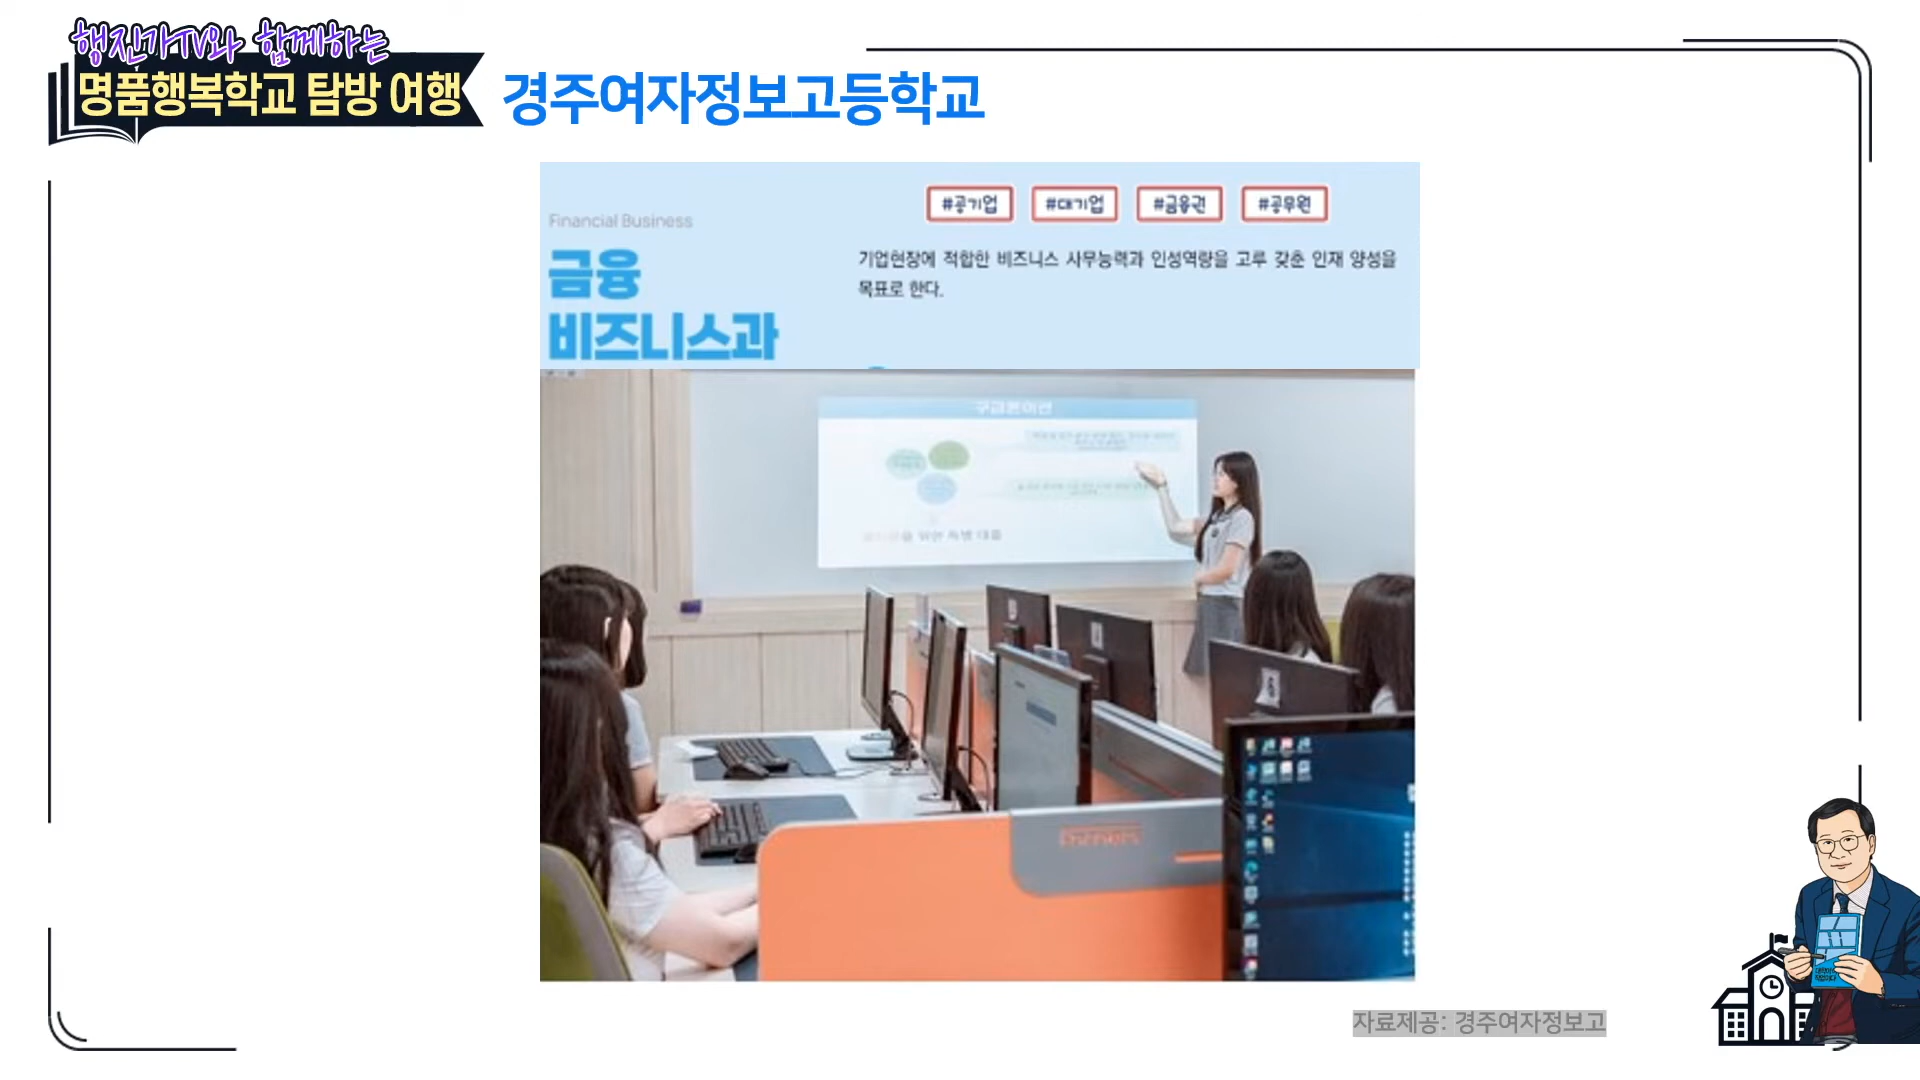 행진가TV와 함께하는
명품행복학교 탐방 여행
경주여자정보고등학교
#공기업 #대기업 #금융권 #공무원
Financial Business
금융
비즈니스과
기업현장에 적합한 비즈니스 사무능력과 인성역량을 고루 갖춘 인재 양성을
목표로 한다.
자료제공: 경주여자정보고